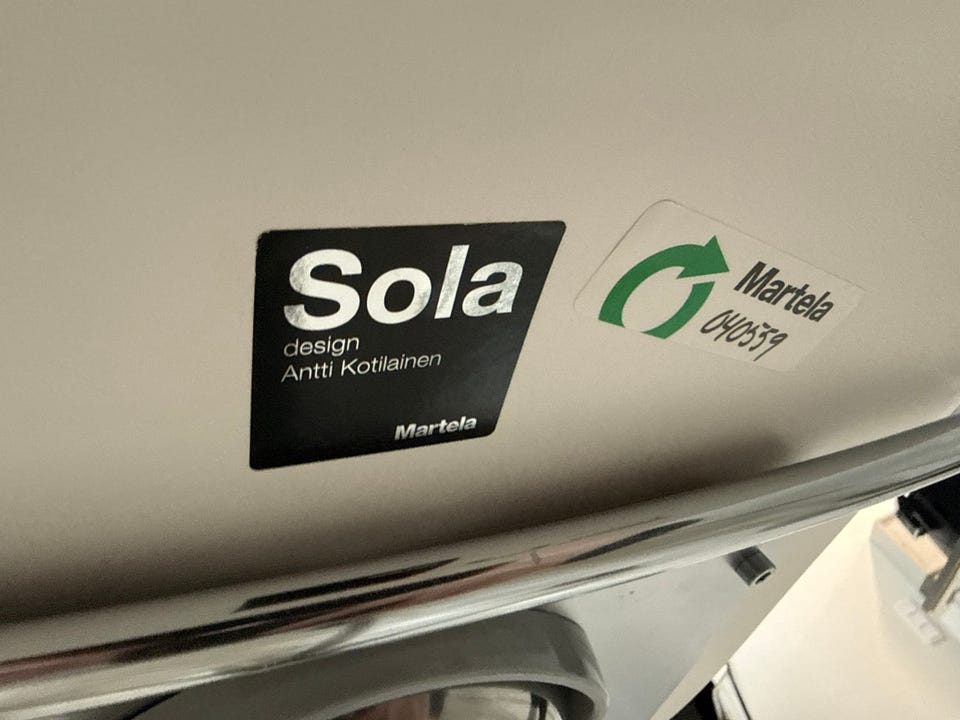 Sola
design
Antti Kotilainen
Martela
Martela
040559